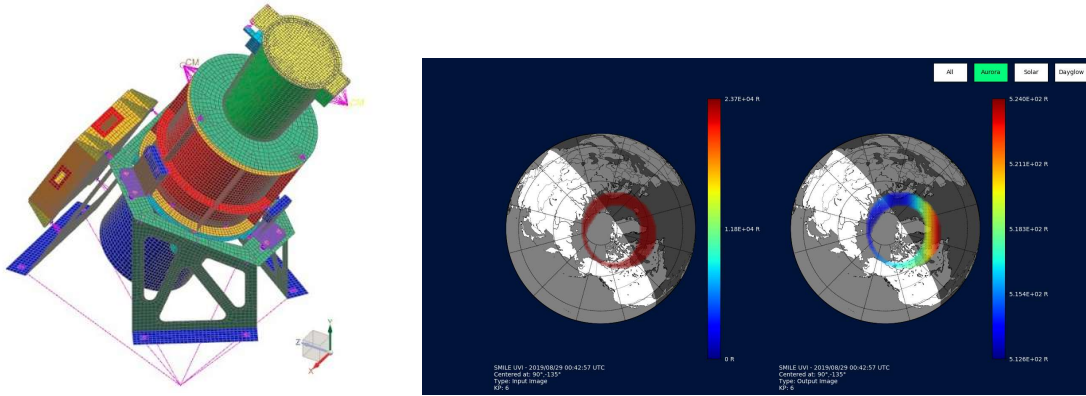 CM
CM
Y
Z
X
All
Aurora
Solar
Dayglow
2.37E+04 R
1.18E+04 R
0 R
5.240E+02 R
5.211E+02 R
5.183E+02 R
5.154E+02 R
5.126E+02 R
SMILE UVI - 2019/08/29 00:42:57 UTC
Centered at: 90°,-135°
Type: Input Image
KP: 6
SMILE UVI - 2019/08/29 00:42:57 UTC
Centered at: 90°,-135°
Type: Output Image
KP: 6